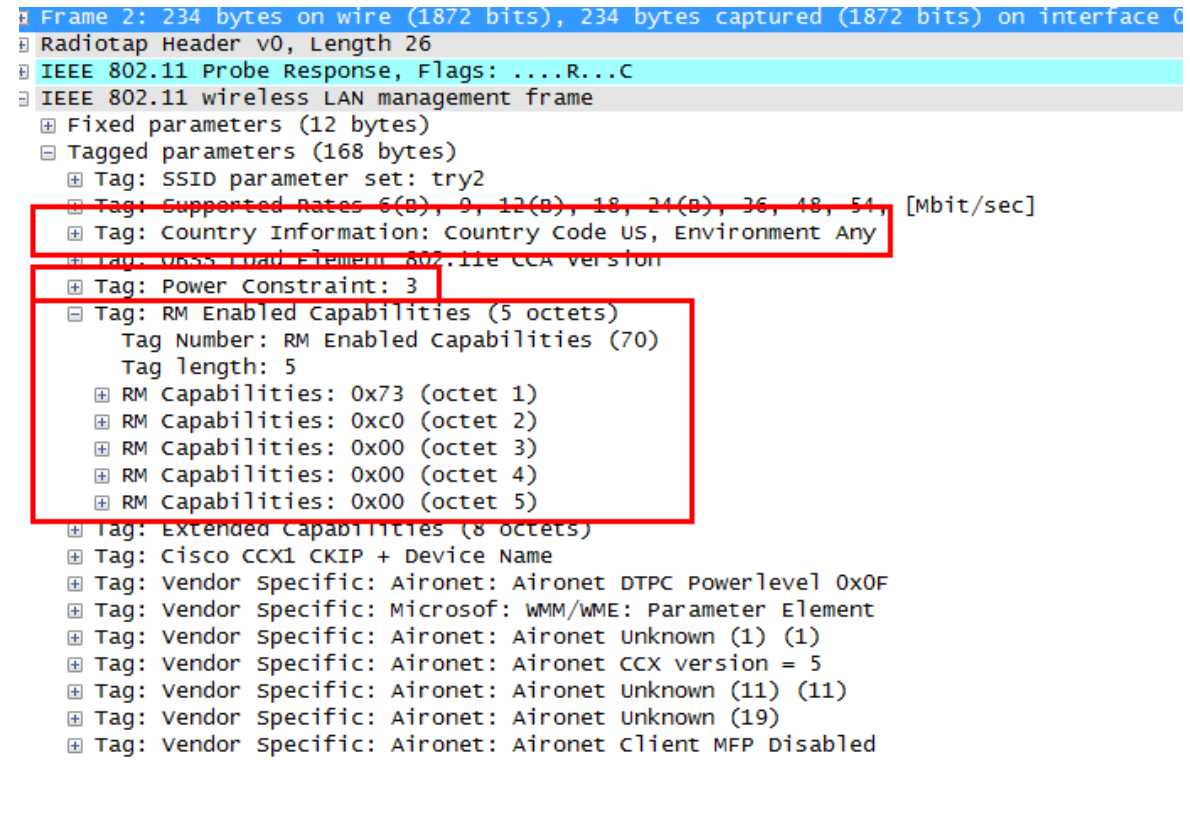 Frame 2: 234 bytes on wire (1872 bits), 234 bytes captured (1872 bits) on interface 0
Radiotap Header v0, Length 26
IEEE 802.11 Probe Response, Flags: ....R...C
IEEE 802.11 wireless LAN management frame
Fixed parameters (12 bytes)
Tagged parameters (168 bytes)
Tag: SSID parameter set: try2
Tag: Supported Rates 6(B), 9, 12(B), 18, 24(B), 36, 48, 54, [Mbit/sec]
Tag: Country Information: Country Code US, Environment Any
Tag: QBSS Load Element 802.11e CCA Version
Tag: Power Constraint: 3
Tag: RM Enabled Capabilities (5 octets)
Tag Number: RM Enabled Capabilities (70)
Tag length: 5
RM Capabilities: 0x73 (octet 1)
RM Capabilities: 0xc0 (octet 2)
RM Capabilities: 0x00 (octet 3)
RM Capabilities: 0x00 (octet 4)
RM Capabilities: 0x00 (octet 5)
Tag: Extended Capabilities (8 octets)
Tag: Cisco CCX1 CKIP + Device Name
Tag: Vendor Specific: Aironet: Aironet DTPC Powerlevel 0x0F
Tag: Vendor Specific: Microsof: WMM/WME: Parameter Element
Tag: Vendor Specific: Aironet: Aironet Unknown (1) (1)
Tag: Vendor Specific: Aironet: Aironet CCX version = 5
Tag: Vendor Specific: Aironet: Aironet Unknown (11) (11)
Tag: Vendor Specific: Aironet: Aironet Unknown (19)
Tag: Vendor Specific: Aironet: Aironet Client MFP Disabled